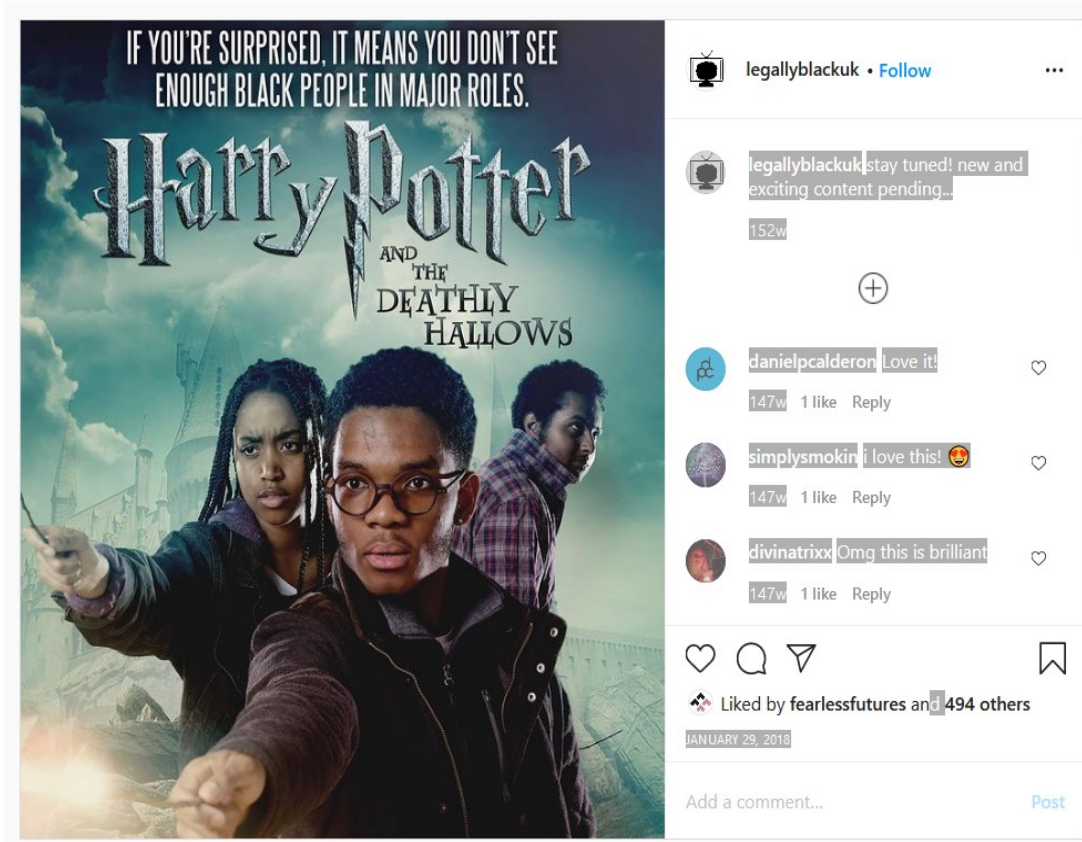 IF YOU'RE SURPRISED, IT MEANS YOU DON'T SEE
ENOUGH BLACK PEOPLE IN MAJOR ROLES.
Harry Potter
AND
THE
DEATHLY
HALLOWS
legallyblackuk • Follow
legallyblackuk stay tuned! new and
exciting content pending...
152w
dpc
danielpcalderon Love it!
147w 1 like Reply
simplysmokin i love this! 😍
147w 1 like Reply
divinatrixx Omg this is brilliant
147w 1 like Reply
Liked by fearlessfutures and 494 others
JANUARY 29, 2018
Add a comment... Post